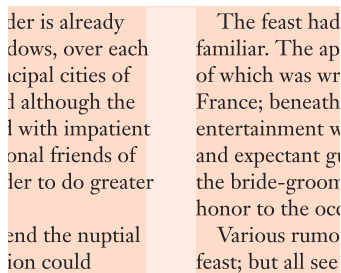 der is already
dows, over each
ncipal cities of
d although the
d with impatient
onal friends of
der to do greater
end the nuptial
ion could
The feast had
familiar. The ap
of which was wr
France; beneath
entertainment w
and expectant gu
the bride-groom
honor to the occ
Various rumo
feast; but all see